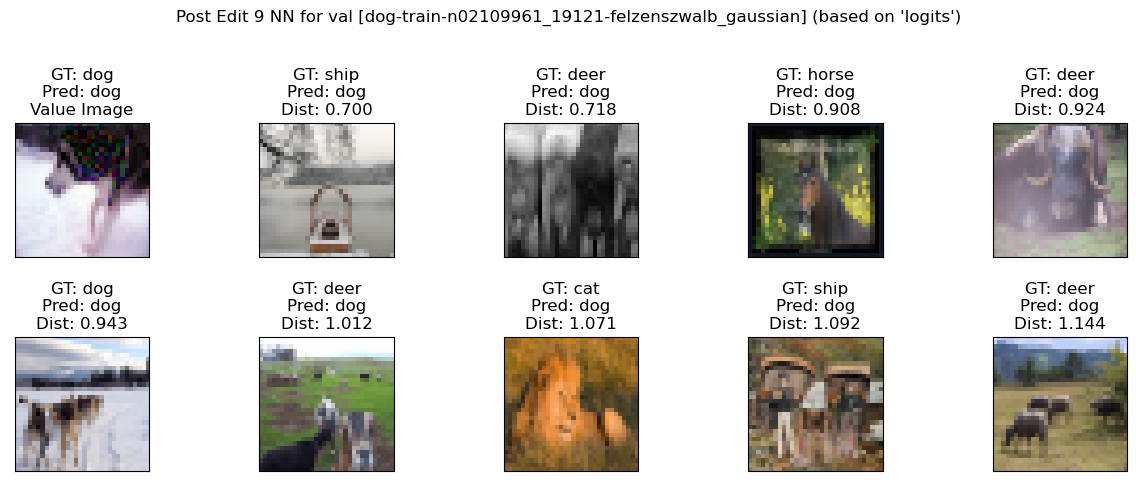 Post Edit 9 NN for val [dog-train-n02109961_19121-felzenszwalb_gaussian] (based on 'logits')
GT: dog
Pred: dog
Value Image
GT: ship
Pred: dog
Dist: 0.700
GT: deer
Pred: dog
Dist: 0.718
GT: horse
Pred: dog
Dist: 0.908
GT: deer
Pred: dog
Dist: 0.924
GT: dog
Pred: dog
Dist: 0.943
GT: deer
Pred: dog
Dist: 1.012
GT: cat
Pred: dog
Dist: 1.071
GT: ship
Pred: dog
Dist: 1.092
GT: deer
Pred: dog
Dist: 1.144